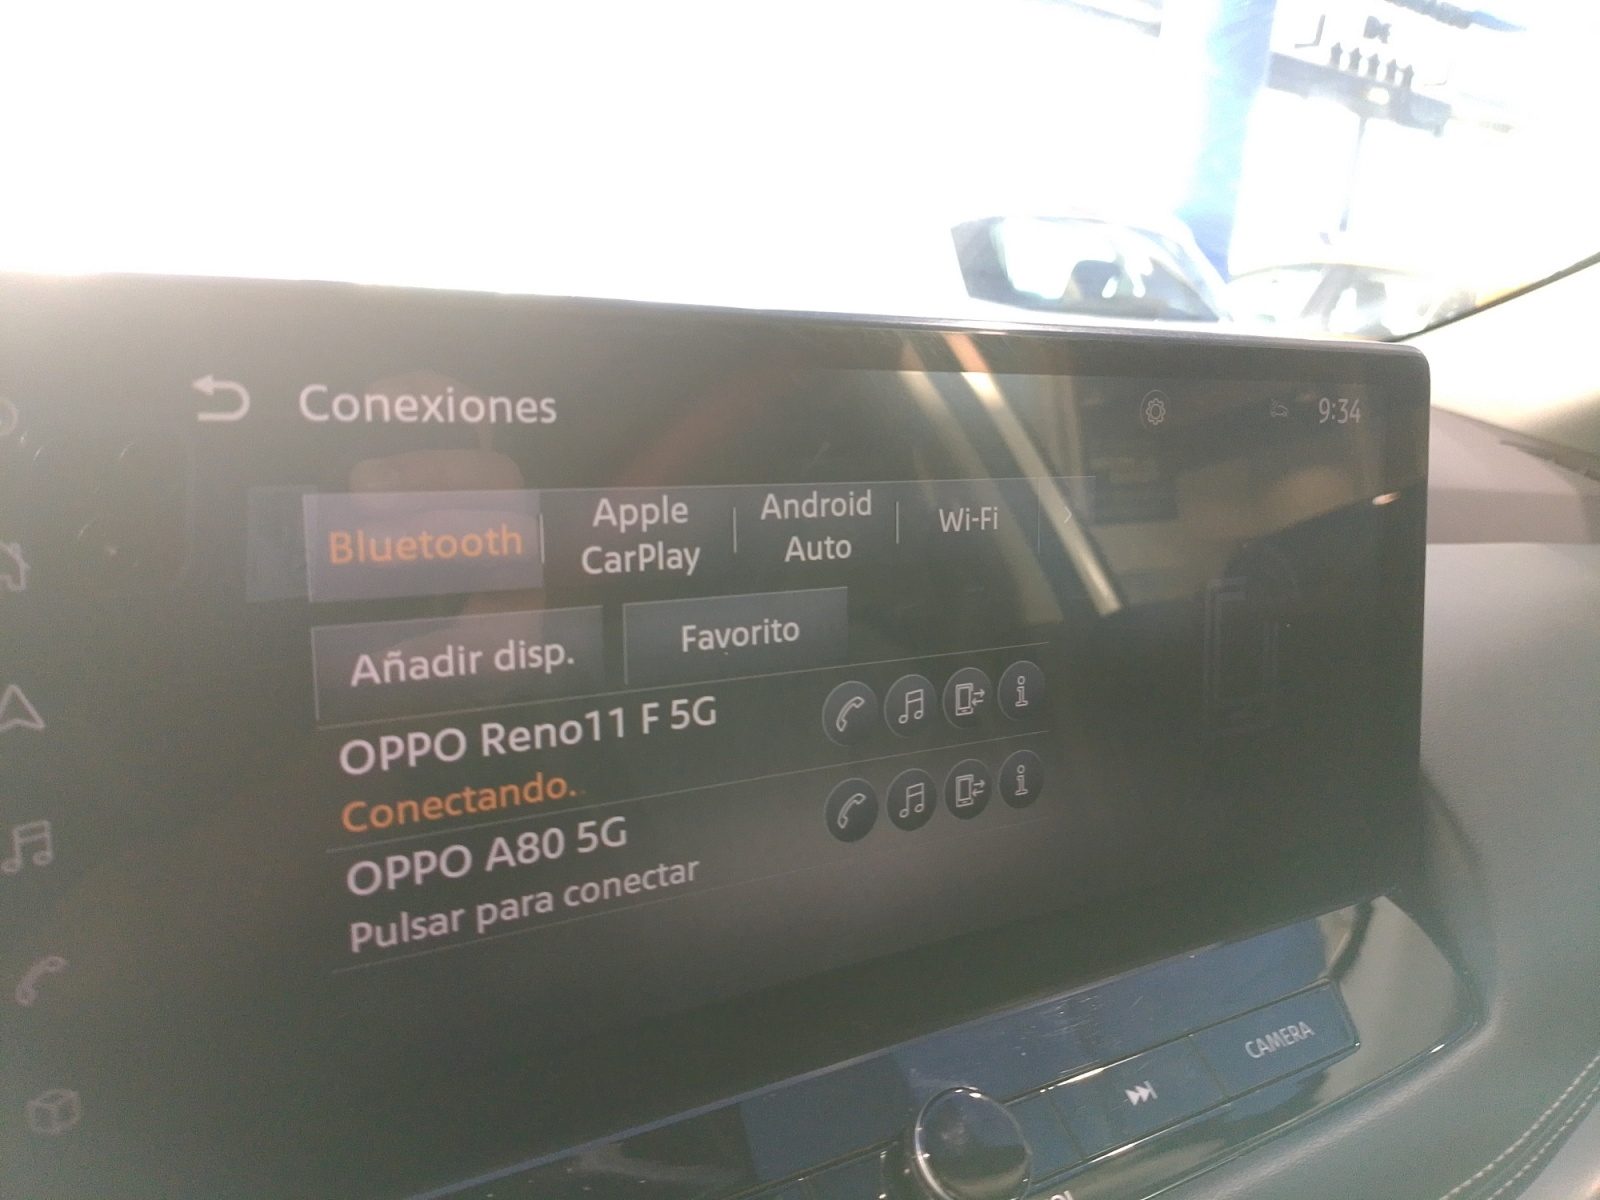 DE
Conexiones
9:34
Bluetooth
Apple
CarPlay
Android
Auto
Wi-Fi
Añadir disp.
Favorito
OPPO Reno11 F 5G
Conectando..
OPPO A80 5G
Pulsar para conectar
CAMERA